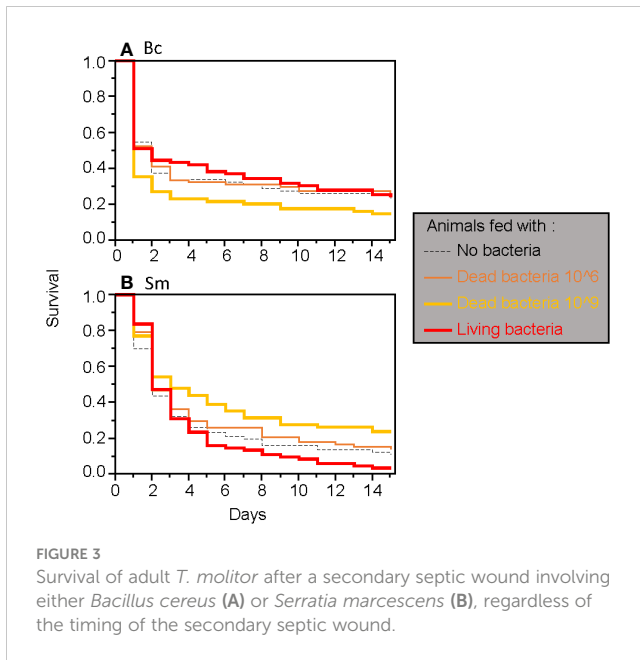 A Bc
1.0
0.8
0.6
0.4
0.2
0.0
0 2 4 6 8 10 12 14
B Sm
1.0
0.8
0.6
0.4
0.2
0.0
0 2 4 6 8 10 12 14
Survival
Days
Animals fed with :
No bacteria
Dead bacteria 10^6
Dead bacteria 10^9
Living bacteria
FIGURE 3
Survival of adult T. molitor after a secondary septic wound involving
either Bacillus cereus (A) or Serratia marcescens (B), regardless of
the timing of the secondary septic wound.